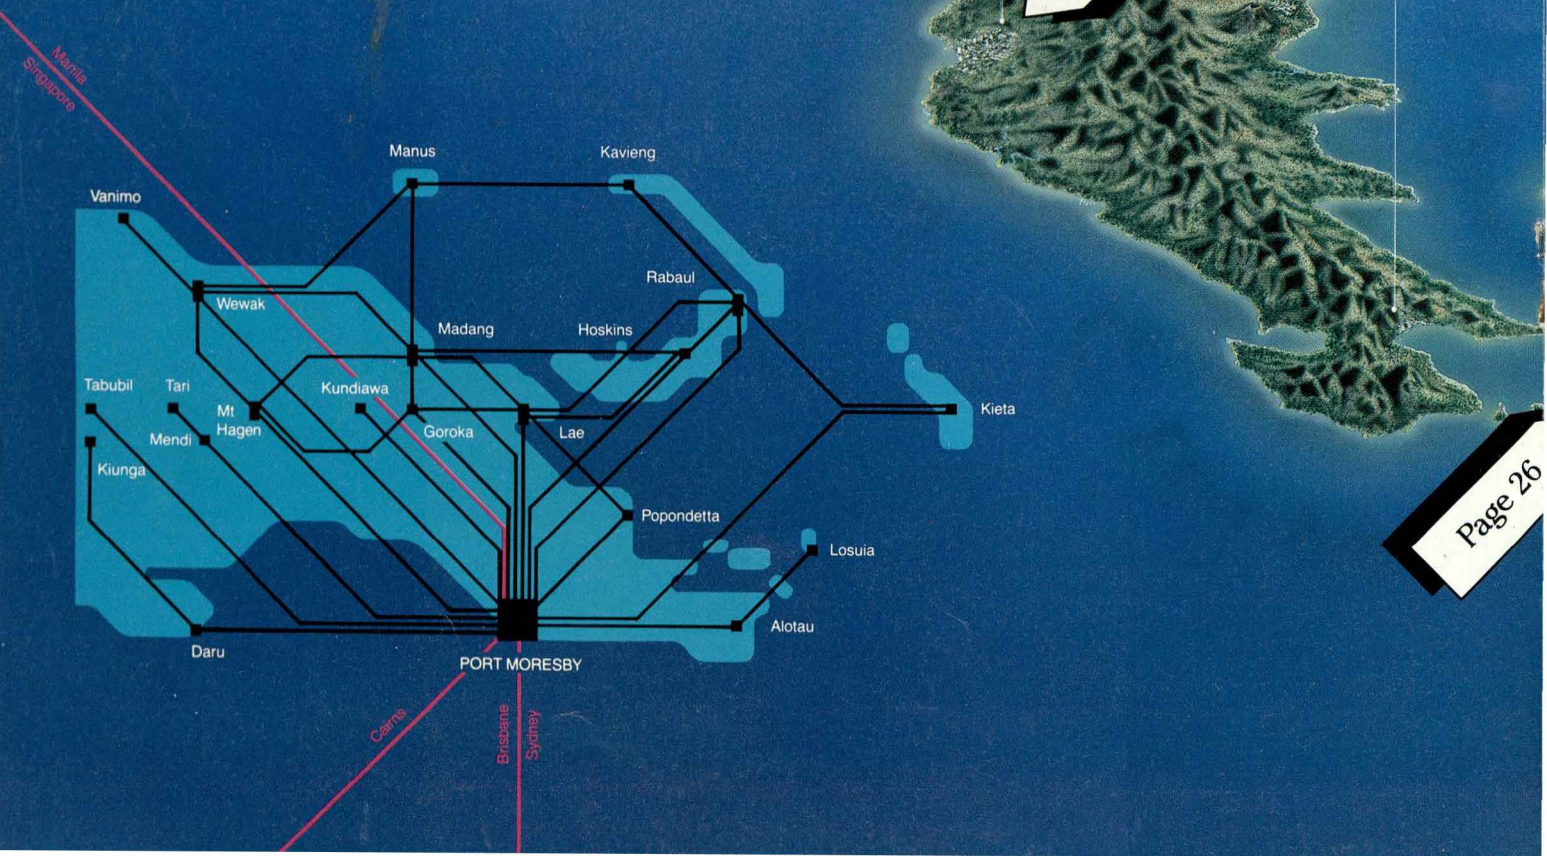 Manila
Singapore
Manus
Kavieng
Vanimo
Rabaul
Wewak
Madang
Hoskins
Tabubil
Tari
Kundiawa
Mt
Hagen
Kieta
Mendi
Goroka
Lae
Kiunga
Popondetta
Page 26
Losuia
Alotau
Daru
PORT MORESBY
Cairns
Brisbane
Sydney